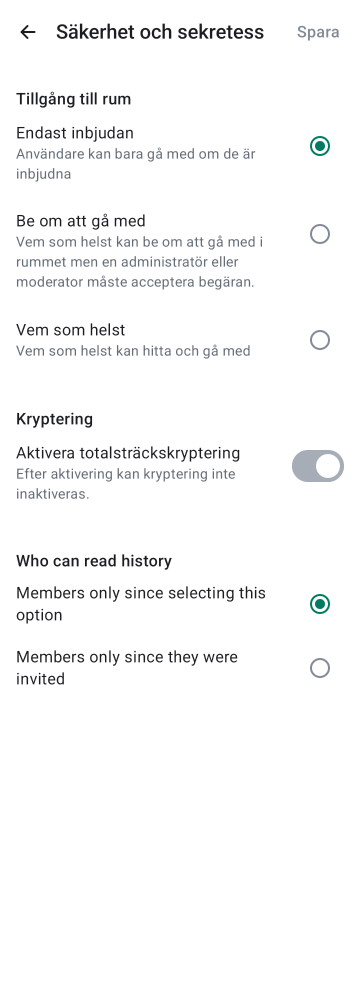 Säkerhet och sekretess
Spara
Tillgång till rum
Endast inbjudan
Användare kan bara gå med om de är
inbjudna
Be om att gå med
Vem som helst kan be om att gå med i
rummet men en administratör eller
moderator måste acceptera begäran.
Vem som helst
Vem som helst kan hitta och gå med
Kryptering
Aktivera totalsträckskryptering
Efter aktivering kan kryptering inte
inaktiveras.
Who can read history
Members only since selecting this
option
Members only since they were
invited